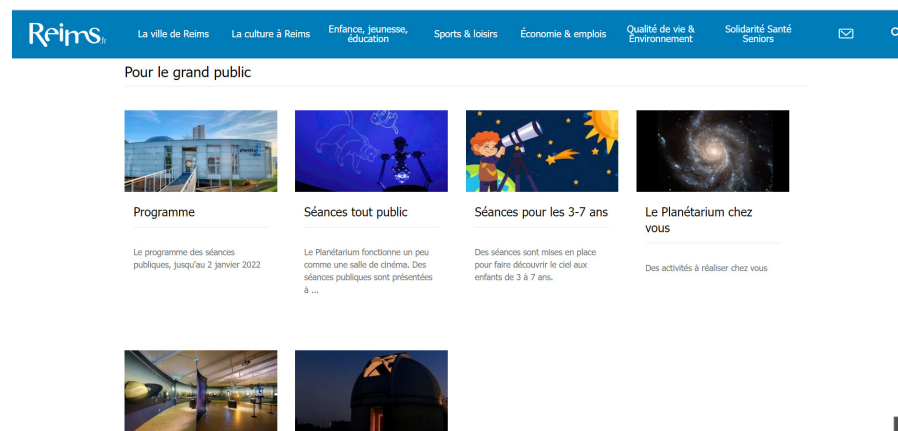 Reims.fr
La ville de Reims
La culture à Reims
Enfance, jeunesse,
éducation
Sports & loisirs
Économie & emplois
Qualité de vie &
Environnement
Solidarité Santé
Seniors
Pour le grand public
Programme
Le programme des séances
publiques, jusqu'au 2 janvier 2022
Séances tout public
Le Planétarium fonctionne un peu
comme une salle de cinéma. Des
séances publiques sont présentées
à ...
Séances pour les 3-7 ans
Des séances sont mises en place
pour faire découvrir le ciel aux
enfants de 3 à 7 ans.
Le Planétarium chez
vous
Des activités à réaliser chez vous